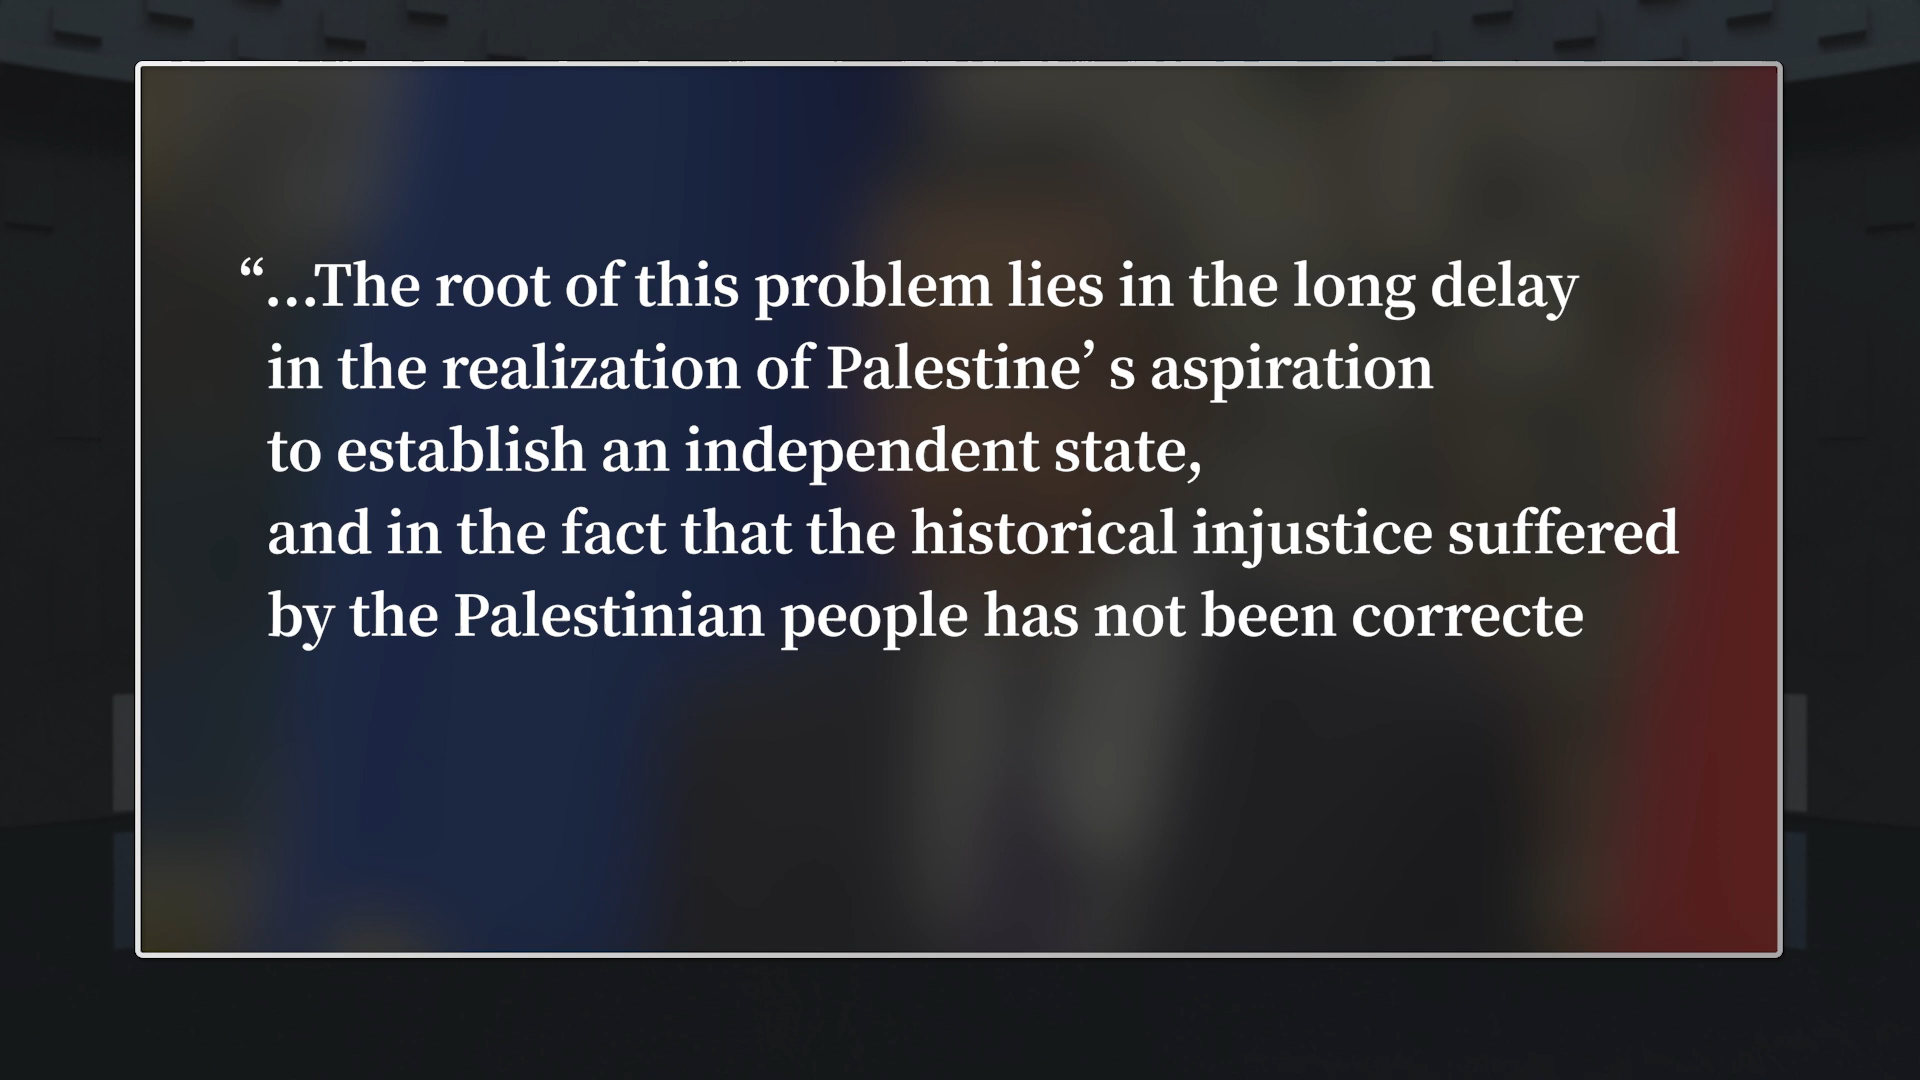 “...The root of this problem lies in the long delay
in the realization of Palestine’ s aspiration
to establish an independent state,
and in the fact that the historical injustice suffered
by the Palestinian people has not been correcte